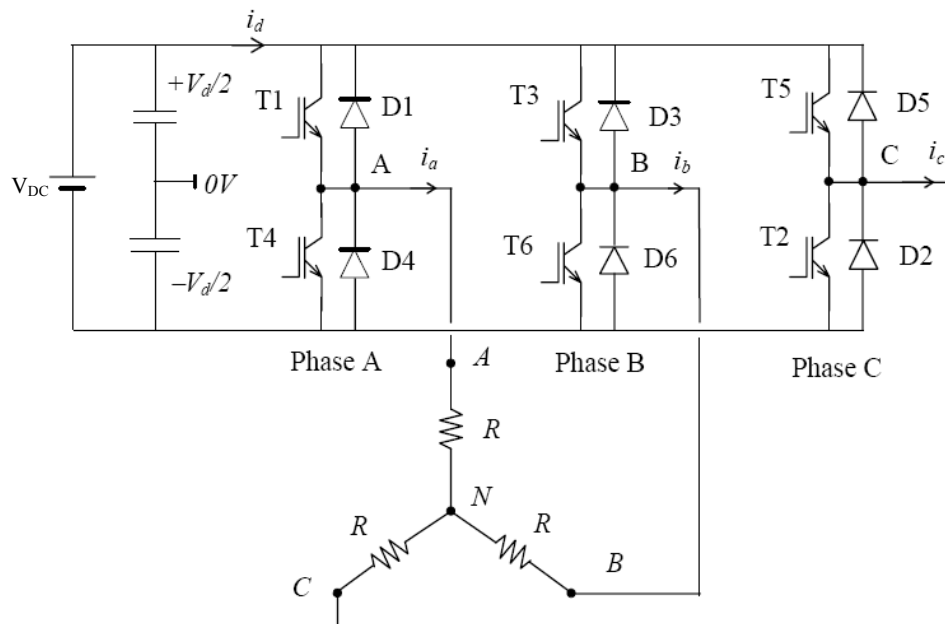 i_d
+V_d/2
T1
D1
T3
D3
T5
D5
V_DC
0V
A
i_a
B
i_b
C
i_c
T4
D4
−V_d/2
T6
D6
T2
D2
Phase A
A
Phase B
Phase C
R
N
R
R
C
B